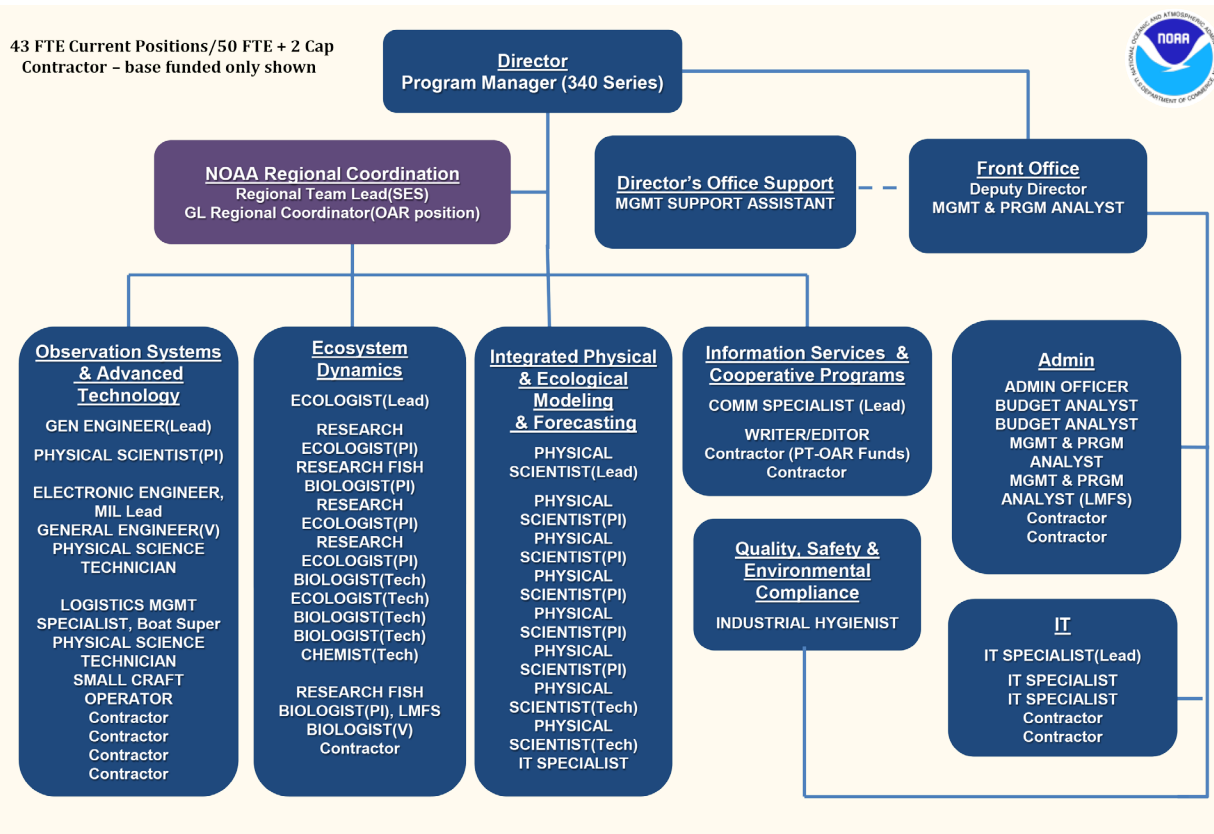 43 FTE Current Positions/50 FTE + 2 Cap
Contractor – base funded only shown
Director
Program Manager (340 Series)
NOAA
NOAA Regional Coordination
Regional Team Lead(SES)
GL Regional Coordinator(OAR position)
Director's Office Support
MGMT SUPPORT ASSISTANT
Front Office
Deputy Director
MGMT & PRGM ANALYST
Observation Systems
& Advanced
Technology
GEN ENGINEER(Lead)
PHYSICAL SCIENTIST(PI)
ELECTRONIC ENGINEER,
MIL Lead
GENERAL ENGINEER(V)
PHYSICAL SCIENCE
TECHNICIAN
LOGISTICS MGMT
SPECIALIST, Boat Super
PHYSICAL SCIENCE
TECHNICIAN
SMALL CRAFT
OPERATOR
Contractor
Contractor
Contractor
Contractor
Ecosystem
Dynamics
ECOLOGIST(Lead)
RESEARCH
ECOLOGIST(PI)
RESEARCH FISH
BIOLOGIST(PI)
RESEARCH
ECOLOGIST(PI)
RESEARCH
ECOLOGIST(PI)
BIOLOGIST(Tech)
ECOLOGIST(Tech)
BIOLOGIST(Tech)
BIOLOGIST(Tech)
CHEMIST(Tech)
RESEARCH FISH
BIOLOGIST(PI), LMFS
BIOLOGIST(V)
Contractor
Integrated Physical
& Ecological
Modeling
& Forecasting
PHYSICAL
SCIENTIST(Lead)
PHYSICAL
SCIENTIST(PI)
PHYSICAL
SCIENTIST(PI)
PHYSICAL
SCIENTIST(PI)
PHYSICAL
SCIENTIST(PI)
PHYSICAL
SCIENTIST(PI)
PHYSICAL
SCIENTIST(Tech)
PHYSICAL
SCIENTIST(Tech)
IT SPECIALIST
Information Services &
Cooperative Programs
COMM SPECIALIST (Lead)
WRITER/EDITOR
Contractor (PT-OAR Funds)
Contractor
Quality, Safety &
Environmental
Compliance
INDUSTRIAL HYGIENIST
Admin
ADMIN OFFICER
BUDGET ANALYST
BUDGET ANALYST
MGMT & PRGM
ANALYST
MGMT & PRGM
ANALYST (LMFS)
Contractor
Contractor
IT
IT SPECIALIST(Lead)
IT SPECIALIST
IT SPECIALIST
Contractor
Contractor